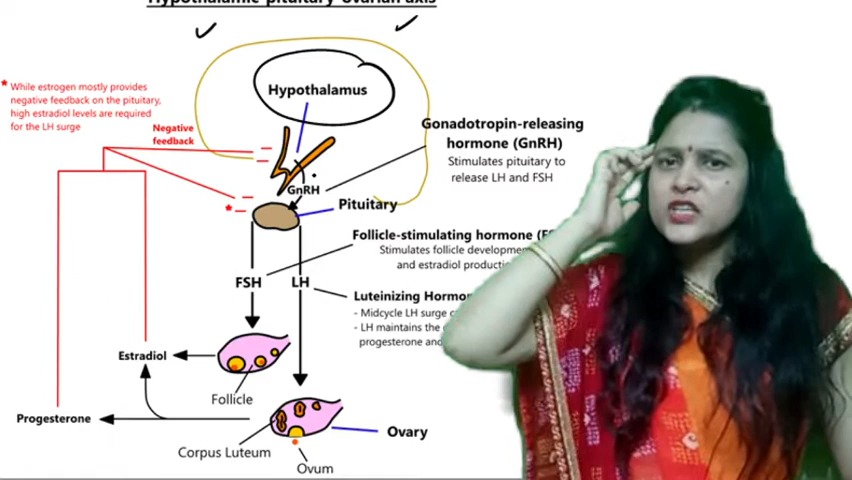 Hypothalamic-pituitary-ovarian axis
Hypothalamus
* While estrogen mostly provides
negative feedback on the pituitary,
high estradiol levels are required
for the LH surge
Negative
feedback
Gonadotropin-releasing
hormone (GnRH)
Stimulates pituitary to
release LH and FSH
GnRH
*
Pituitary
Follicle-stimulating hormone
Stimulates follicle
and estradiol
FSH
LH
Luteinizing
- Midcycle LH surge
- LH maintains the
progesterone and
Estradiol
Follicle
Progesterone
Ovary
Corpus Luteum
Ovum